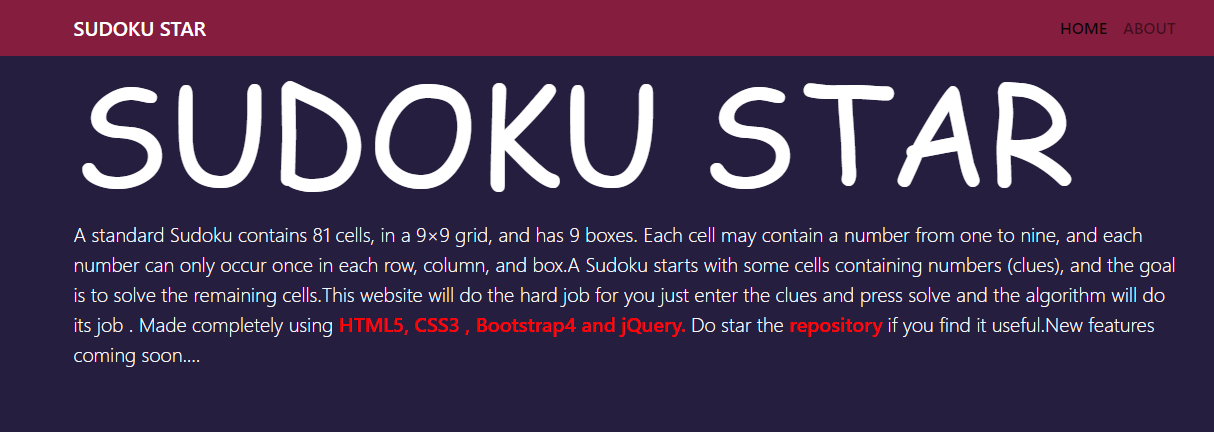 SUDOKU STAR
HOME ABOUT
SUDOKU STAR
A standard Sudoku contains 81 cells, in a 9×9 grid, and has 9 boxes. Each cell may contain a number from one to nine, and each
number can only occur once in each row, column, and box.A Sudoku starts with some cells containing numbers (clues), and the goal
is to solve the remaining cells.This website will do the hard job for you just enter the clues and press solve and the algorithm will do
its job . Made completely using HTML5, CSS3 , Bootstrap4 and jQuery. Do star the repository if you find it useful.New features
coming soon....